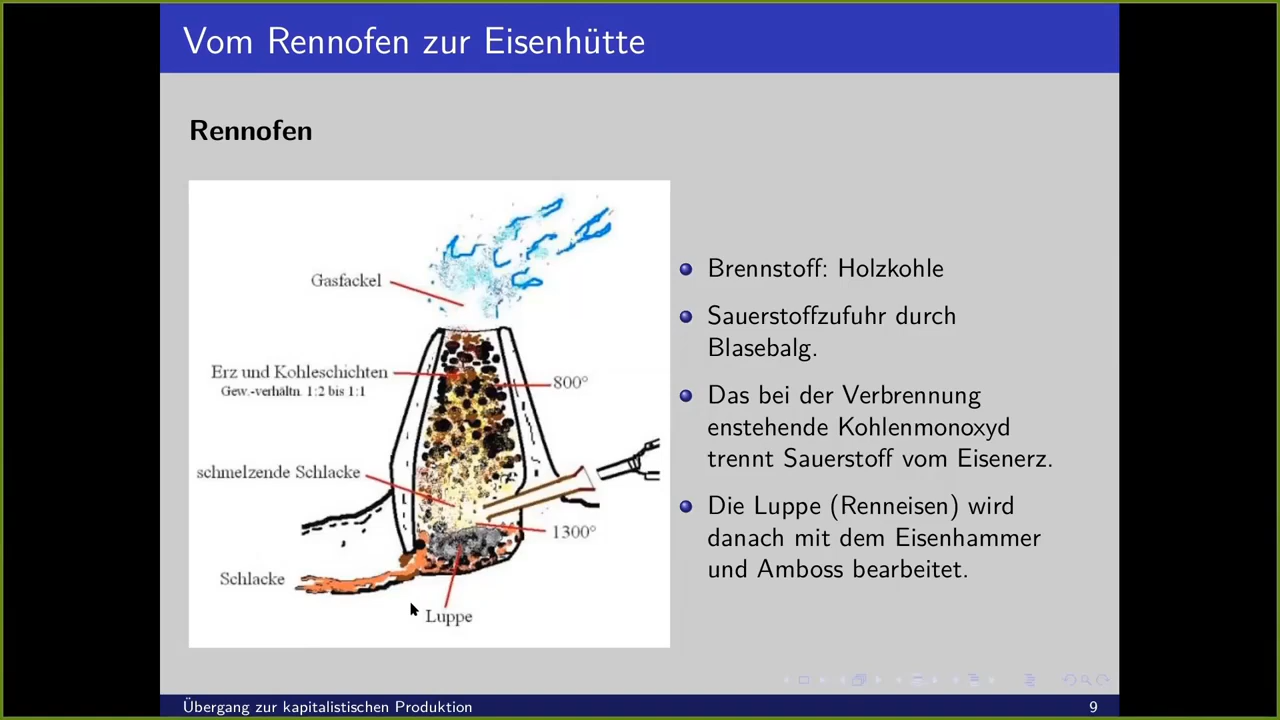 Vom Rennofen zur Eisenhütte
Rennofen
Gasfackel
Erz und Kohleschichten
Gew.-verhältn. 1:2 bis 1:1
800°
schmelzende Schlacke
1300°
Schlacke
Luppe
Brennstoff: Holzkohle
Sauerstoffzufuhr durch
Blasebalg.
Das bei der Verbrennung
enstehende Kohlenmonoxyd
trennt Sauerstoff vom Eisenerz.
Die Luppe (Renneisen) wird
danach mit dem Eisenhammer
und Amboss bearbeitet.
Übergang zur kapitalistischen Produktion
9